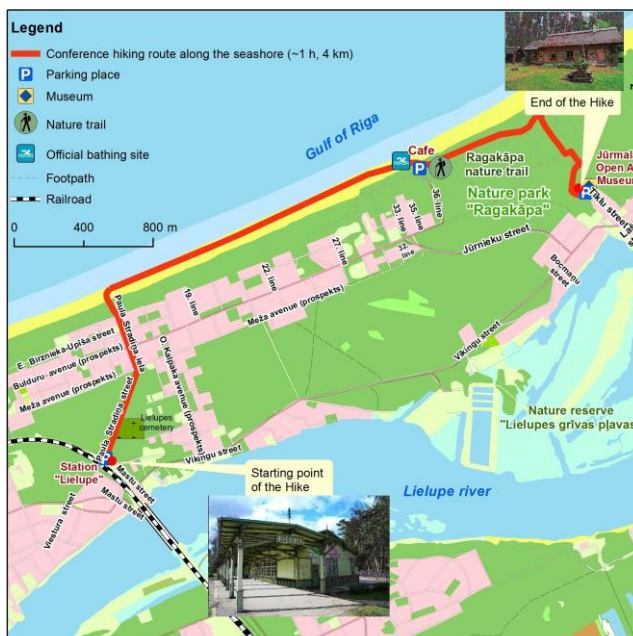 Legend
Conference hiking route along the seashore (~1 h, 4 km)
Parking place
Museum
Nature trail
Official bathing site
Footpath
Railroad
0 400 800 m
Gulf of Riga
End of the Hike
Cafe
Ragakāpa
nature trail
Jūrmala
Open A
Museum
Nature park
"Ragakāpa"
Tīklu street
36. line
35. line
33. line
32. line
27. line
22. line
19. line
Jūrnieku street
Bocmaņu
street
Meža avenue (prospekts)
Paula Stradiņa iela
E. Birznieka-Upīša street
Bulduru avenue (prospekts)
Meža avenue (prospekts)
O. Kalpaka avenue (prospekts)
Vikingu street
Paula Stradiņa street
Lielupes
cemetery
Vikingu street
Nature reserve
"Lielupes grīvas pļavas
Station
"Lielupe"
Mastu street
Mastu street
Viestura street
Starting point
of the Hike
Lielupe river